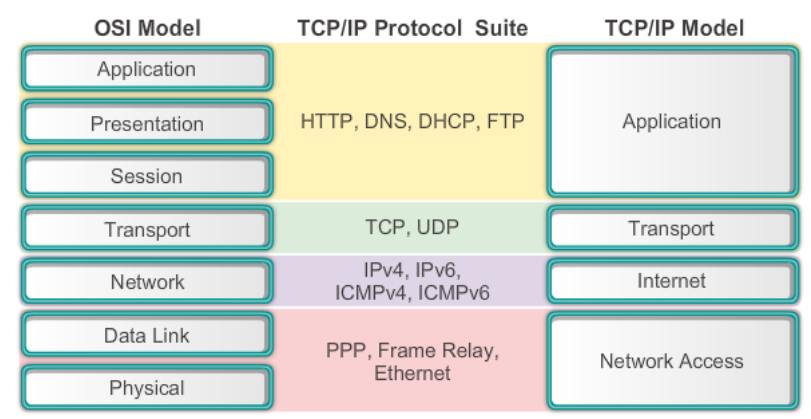 OSI Model
TCP/IP Protocol Suite
TCP/IP Model
Application
Presentation
Session
HTTP, DNS, DHCP, FTP
Application
Transport
TCP, UDP
Transport
Network
IPv4, IPv6,
ICMPv4, ICMPv6
Internet
Data Link
Physical
PPP, Frame Relay,
Ethernet
Network Access